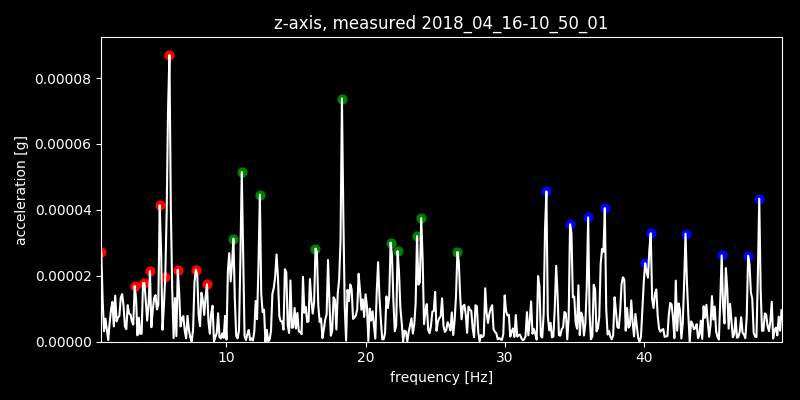 z-axis, measured 2018_04_16-10_50_01
0.00008
0.00006
0.00004
0.00002
0.00000
acceleration [g]
10 20 30 40
frequency [Hz]